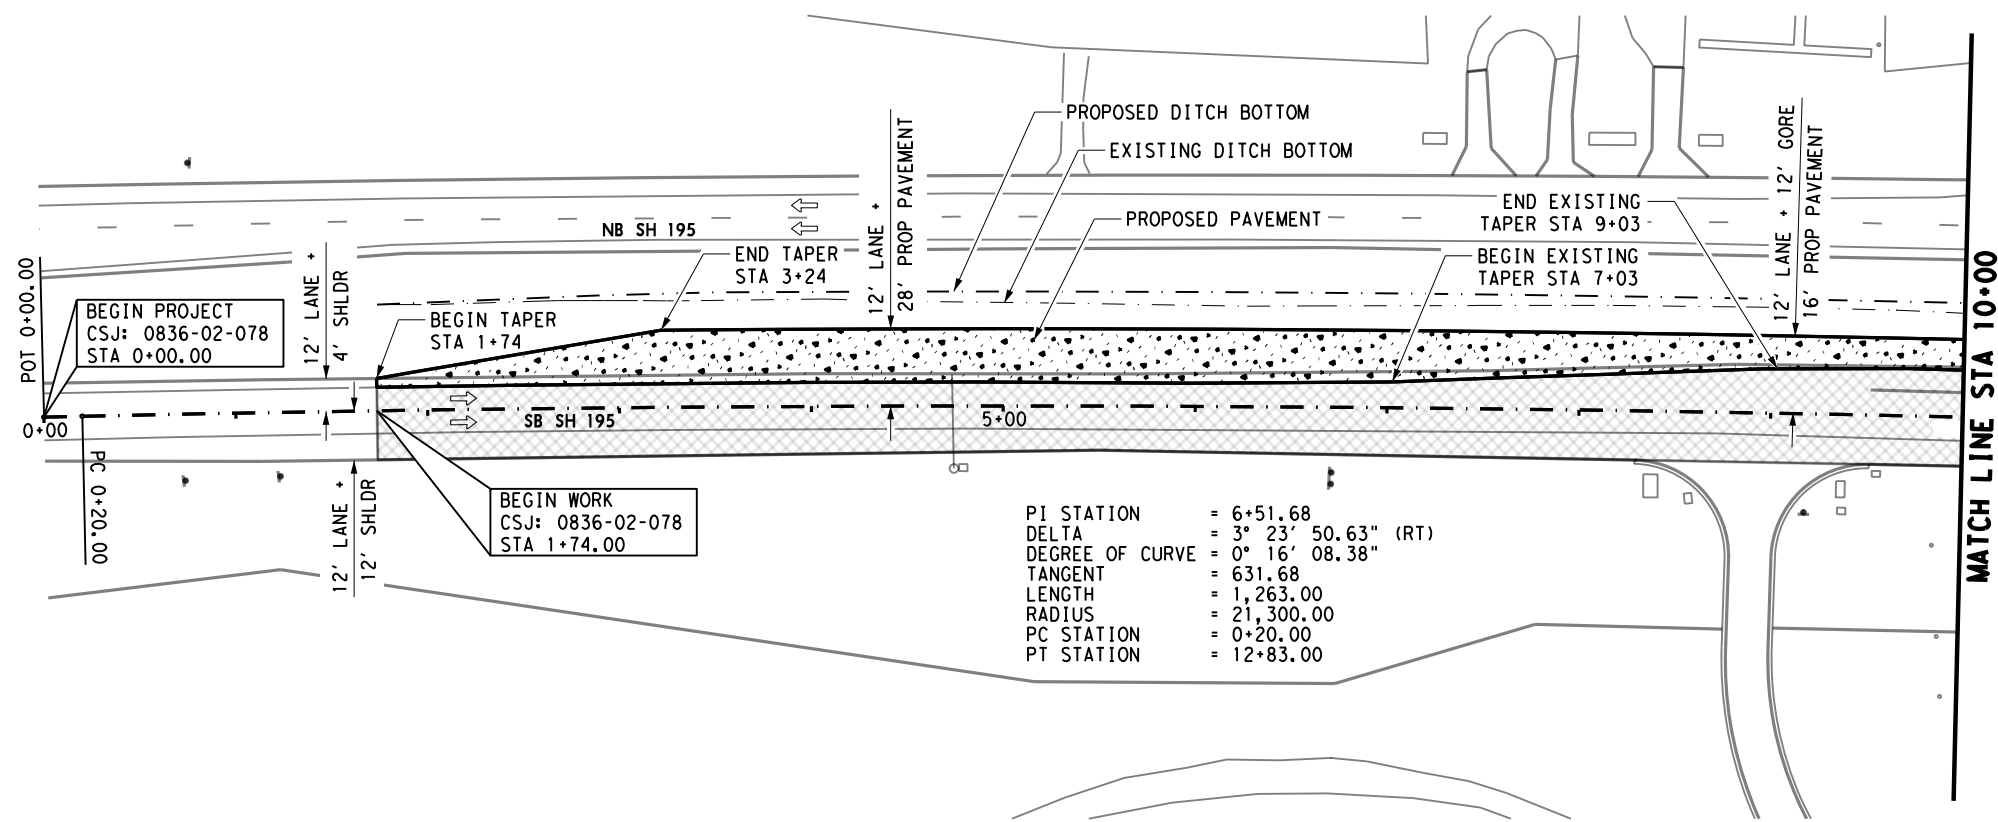 PROPOSED DITCH BOTTOM
EXISTING DITCH BOTTOM
PROPOSED PAVEMENT
END EXISTING
TAPER STA 9+03
BEGIN EXISTING
TAPER STA 7+03
12' LANE +
28' PROP PAVEMENT
12' LANE + 12' GORE
16' PROP PAVEMENT
NB SH 195
END TAPER
STA 3+24
POT 0+00.00
BEGIN PROJECT
CSJ: 0836-02-078
STA 0+00.00
12' LANE +
4' SHLDR
BEGIN TAPER
STA 1+74
0+00
SB SH 195
5+00
PC 0+20.00
12' LANE +
12' SHLDR
BEGIN WORK
CSJ: 0836-02-078
STA 1+74.00
PI STATION = 6+51.68
DELTA = 3° 23' 50.63" (RT)
DEGREE OF CURVE = 0° 16' 08.38"
TANGENT = 631.68
LENGTH = 1,263.00
RADIUS = 21,300.00
PC STATION = 0+20.00
PT STATION = 12+83.00
MATCH LINE STA 10+00